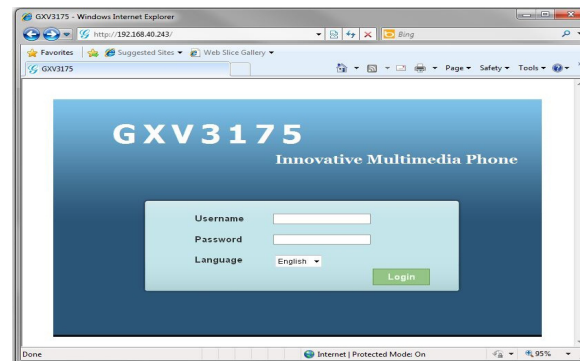 GXV3175 - Windows Internet Explorer
http://192.168.40.243/
Bing
Favorites Suggested Sites Web Slice Gallery
GXV3175 Page Safety Tools
GXV3175
Innovative Multimedia Phone
Username
Password
Language English
Login
Done Internet | Protected Mode: On 95%